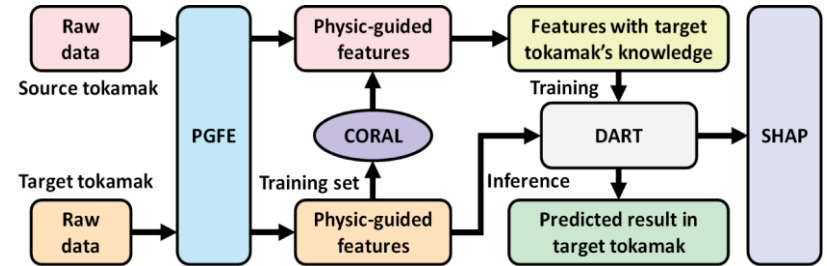 Raw
data
Source tokamak
PGFE
Physic-guided
features
Features with target
tokamak's knowledge
Training
CORAL
DART
SHAP
Target tokamak
Raw
data
Training set
Physic-guided
features
Inference
Predicted result in
target tokamak